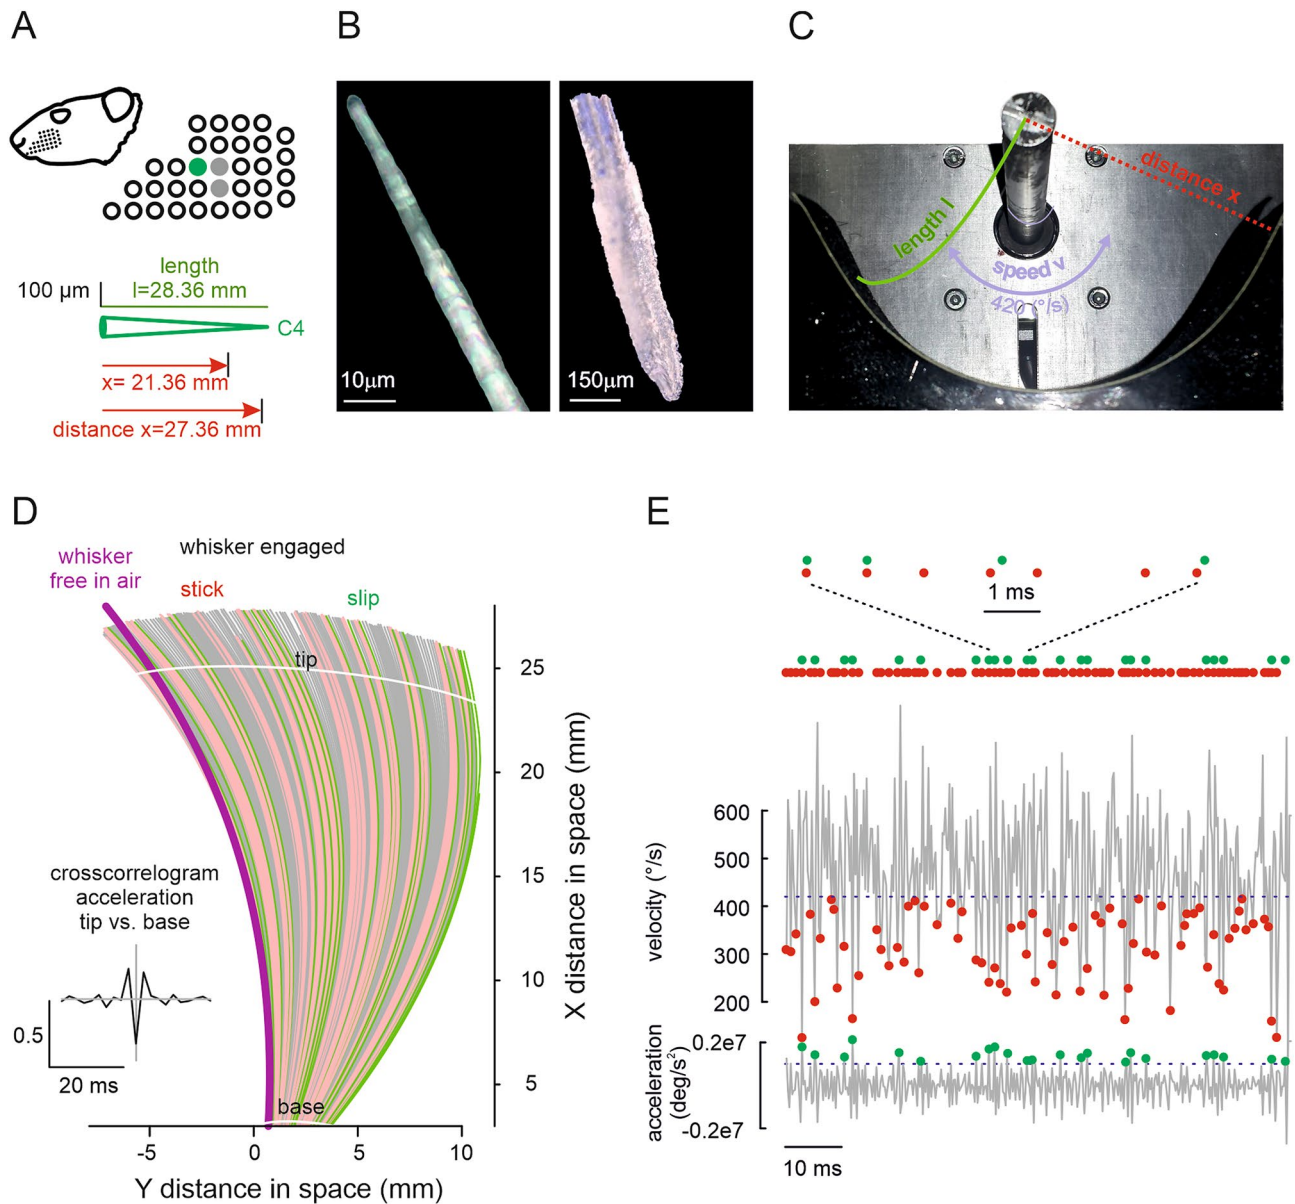 A
length
l=28.36 mm
100 µm
C4
x= 21.36 mm
distance x=27.36 mm
B
10µm
150µm
C
distance x
length l
speed v
420 (°/s)
D
whisker
free in air
whisker engaged
stick
slip
tip
25
20
15
10
5
X distance in space (mm)
crosscorrelogram
acceleration
tip vs. base
0.5
20 ms
base
-5
0
5
10
Y distance in space (mm)
E
1 ms
600
500
400
300
200
velocity (°/s)
0.2e7
-0.2e7
acceleration
(deg/s²)
10 ms